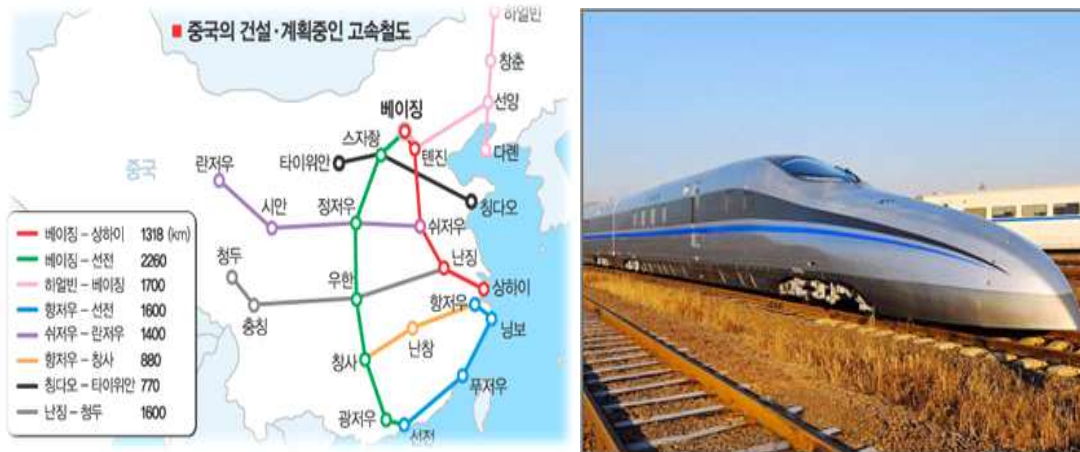 중국의 건설·계획중인 고속철도
하얼빈
창춘
선양
베이징
다롄
스자좡
톈진
타이위안
중국
란저우
칭다오
시안
정저우
쉬저우
난징
청두
우한
상하이
항저우
충칭
닝보
난창
창사
푸저우
광저우
선전
베이징 – 상하이 1318 (km)
베이징 – 선전 2260
하얼빈 – 베이징 1700
항저우 – 선전 1600
쉬저우 – 란저우 1400
항저우 – 창사 880
칭다오 – 타이위안 770
난징 – 청두 1600